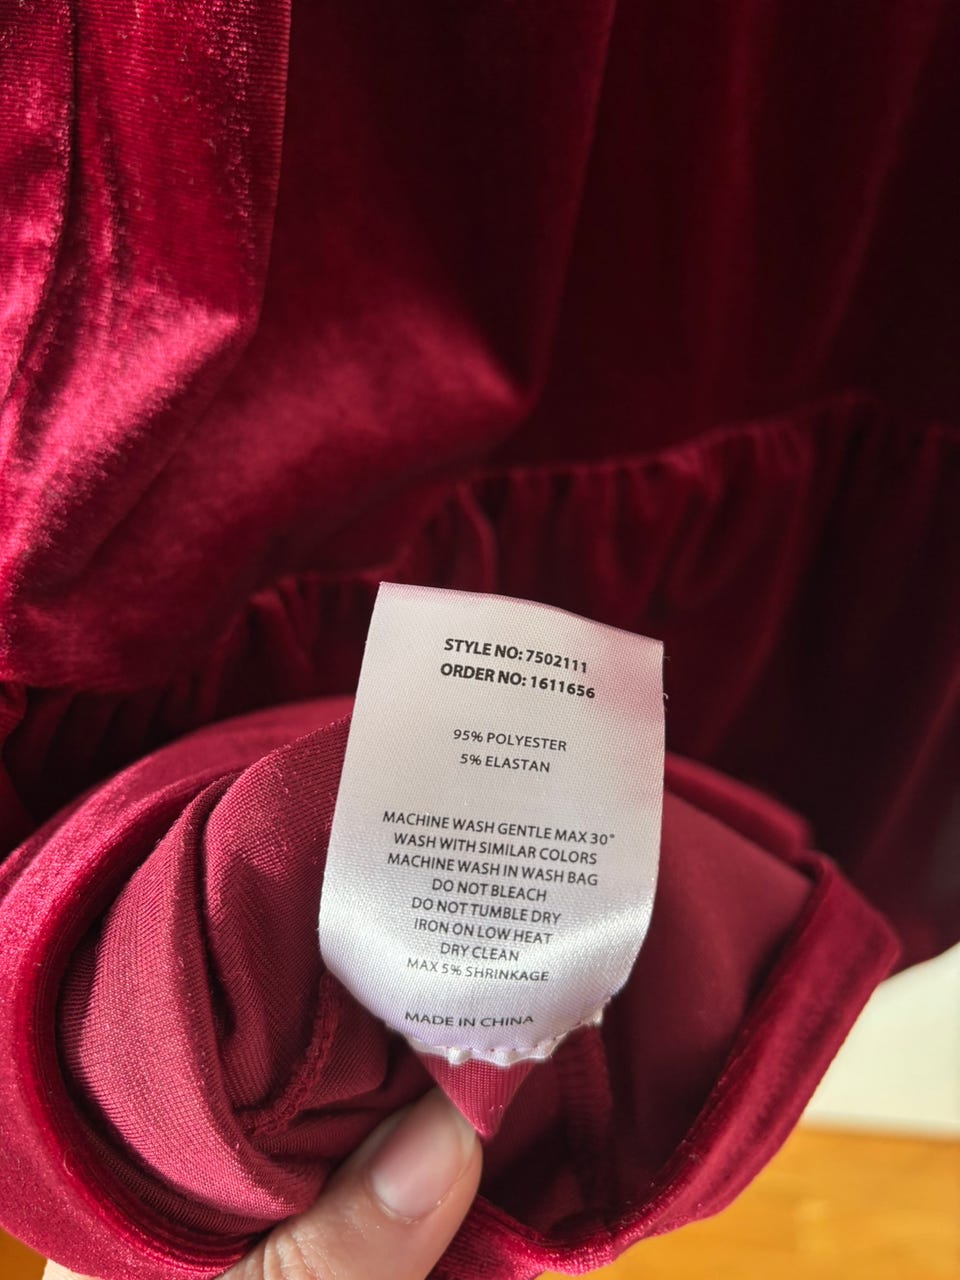 STYLE NO: 7502111
ORDER NO: 1611656
95% POLYESTER
5% ELASTAN
MACHINE WASH GENTLE MAX 30°
WASH WITH SIMILAR COLORS
MACHINE WASH IN WASH BAG
DO NOT BLEACH
DO NOT TUMBLE DRY
IRON ON LOW HEAT
DRY CLEAN
MAX 5% SHRINKAGE
MADE IN CHINA